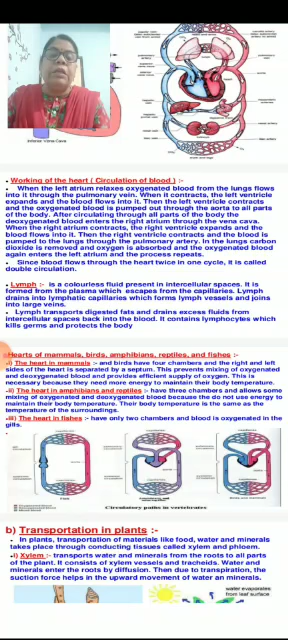 Inferior Vena Cava
• Working of the heart ( Circulation of blood ) :-
• When the left atrium relaxes oxygenated blood from the lungs flows
into it through the pulmonary vein. When it contracts, the left ventricle
expands and the blood flows into it. Then the left ventricle contracts
and the oxygenated blood is pumped out through the aorta to all parts
of the body. After circulating through all parts of the body the
deoxygenated blood enters the right atrium through the vena cava.
When the right atrium contracts, the right ventricle expands and the
blood flows into it. Then the right ventricle contracts and the blood is
pumped to the lungs through the pulmonary artery. In the lungs carbon
dioxide is removed and oxygen is absorbed and the oxygenated blood
again enters the left atrium and the process repeats.
• Since blood flows through the heart twice in one cycle, it is called
double circulation.
• Lymph :- is a colourless fluid present in intercellular spaces. It is
formed from the plasma which escapes from the capillaries. Lymph
drains into lymphatic capillaries which forms lymph vessels and joins
into large veins.
• Lymph transports digested fats and drains excess fluids from
intercellular spaces back into the blood. It contains lymphocytes which
kills germs and protects the body
Hearts of mammals, birds, amphibians, reptiles, and fishes :-
i) The heart in mammals :- and birds have four chambers and the right and left
sides of the heart is separated by a septum. This prevents mixing of oxygenated
and deoxygenated blood and provides efficient supply of oxygen. This is
necessary because they need more energy to maintain their body temperature.
ii) The heart in amphibians and reptiles :- have three chambers and allows some
mixing of oxygenated and deoxygenated blood because the do not use energy to
maintain their body temperature. Their body temperature is the same as the
temperature of the surroundings.
iii) The heart in fishes :- have only two chambers and blood is oxygenated in the
gills.
Circulatory paths in vertebrates
b) Transportation in plants :-
• In plants, transportation of materials like food, water and minerals
takes place through conducting tissues called xylem and phloem.
• i) Xylem :- transports water and minerals from the roots to all parts
of the plant. It consists of xylem vessels and tracheids. Water and
minerals enter the roots by diffusion. Then due to transpiration, the
suction force helps in the upward movement of water an minerals.
water evaporates
from leaf surface